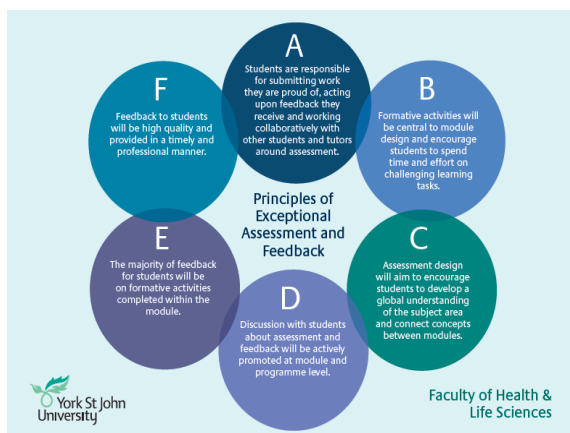 A
Students are responsible
for submitting work
they are proud of, acting
upon feedback they
receive and working
collaboratively with
other students and tutors
around assessment.
B
Formative activities will
be central to module
design and encourage
students to spend
time and effort on
challenging learning
tasks.
C
Assessment design
will aim to encourage
students to develop a
global understanding
of the subject area
and connect concepts
between modules.
D
Discussion with students
about assessment and
feedback will be actively
promoted at module and
programme level.
E
The majority of feedback
for students will be
on formative activities
completed within the
module.
F
Feedback to students
will be high quality and
provided in a timely and
professional manner.
Principles of
Exceptional
Assessment and
Feedback
York St John
University
Faculty of Health &
Life Sciences